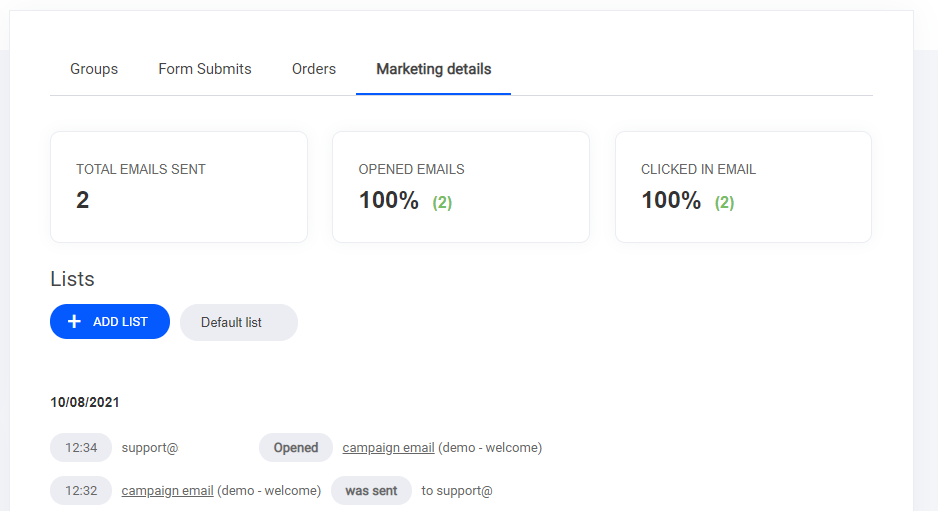 Groups Form Submits Orders Marketing details
TOTAL EMAILS SENT
2
OPENED EMAILS
100% (2)
CLICKED IN EMAIL
100% (2)
Lists
+ ADD LIST Default list
10/08/2021
12:34 support@ Opened campaign email (demo - welcome)
12:32 campaign email (demo - welcome) was sent to support@